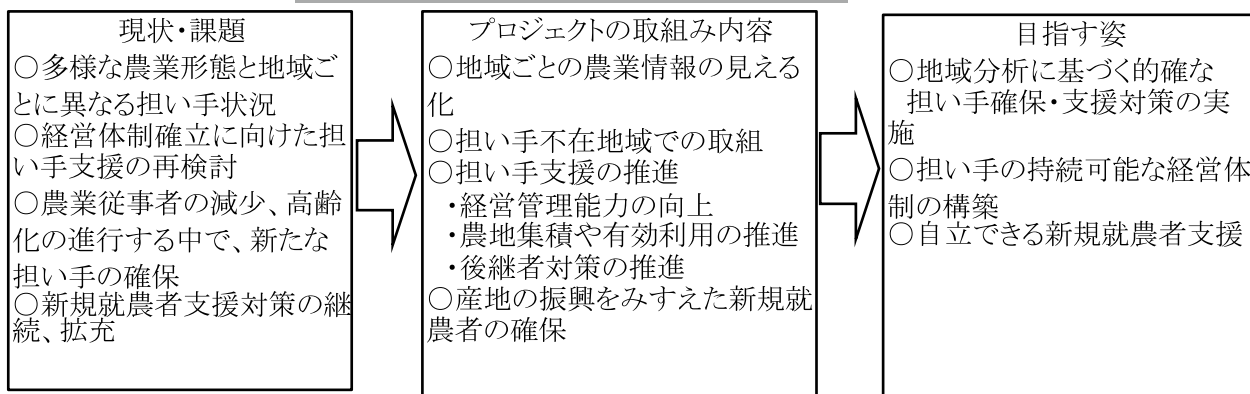 現状・課題
○多様な農業形態と地域ご
とに異なる担い手状況
○経営体制確立に向けた担
い手支援の再検討
○農業従事者の減少、高齢
化の進行する中で、新たな
担い手の確保
○新規就農者支援対策の継
続、拡充
プロジェクトの取組み内容
○地域ごとの農業情報の見える
化
○担い手不在地域での取組
○担い手支援の推進
・経営管理能力の向上
・農地集積や有効利用の推進
・後継者対策の推進
○産地の振興をみすえた新規就
農者の確保
目指す姿
○地域分析に基づく的確な
担い手確保・支援対策の実
施
○担い手の持続可能な経営体
制の構築
○自立できる新規就農者支援